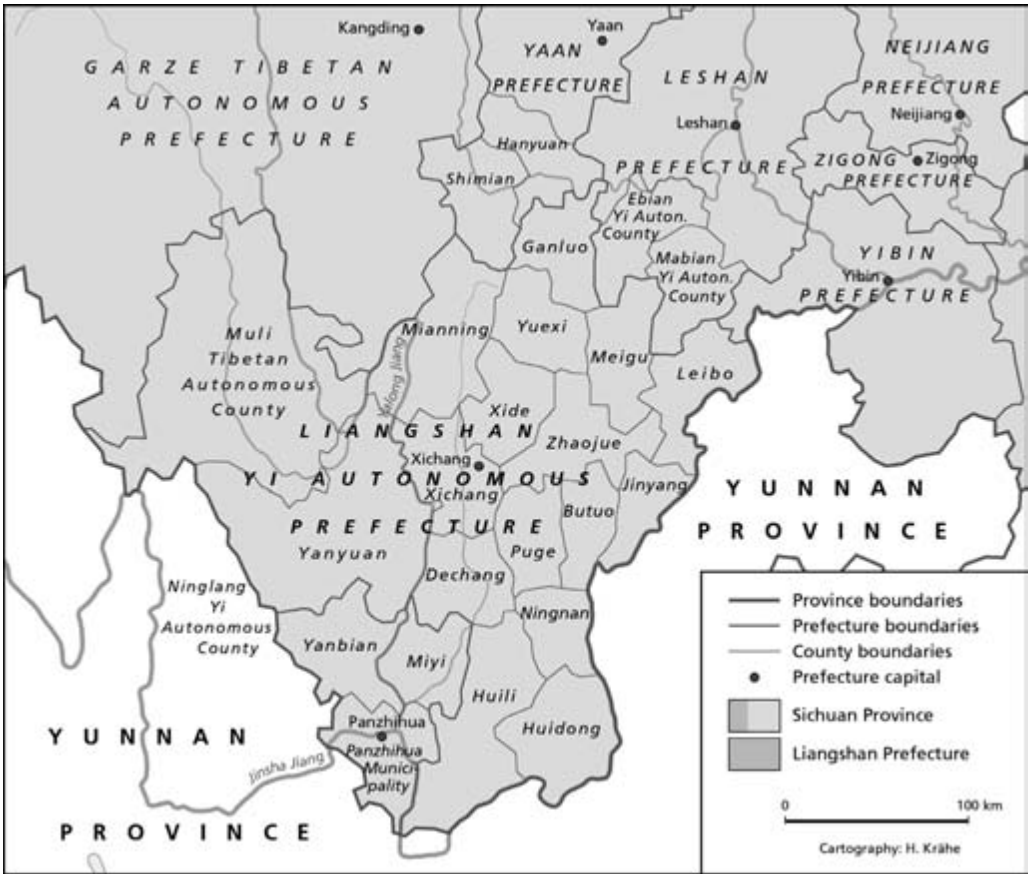 Kangding
Yaan
YAAN
PREFECTURE
NEIJIANG
PREFECTURE
GARZE TIBETAN
AUTONOMOUS
PREFECTURE
LESHAN
PREFECTURE
Leshan
Neijiang
Hanyuan
Shimian
ZIGONG
PREFECTURE
Zigong
Ebian
Yi Auton.
County
Ganluo
Mabian
Yi Auton.
County
YIBIN
PREFECTURE
Yibin
Muli
Tibetan
Autonomous
County
Mianning
Yalong Jiang
Yuexi
Meigu
Leibo
Xide
LIANGSHAN
YI AUTONOMOUS
PREFECTURE
Zhaojue
Xichang
Xichang
Jinyang
Butuo
YUNNAN
PROVINCE
Yanyuan
Puge
Dechang
Ninglang
Yi
Autonomous
County
Ningnan
Yanbian
Miyi
Huili
Huidong
Panzhihua
Panzhihua
Munici-
pality
YUNNAN
PROVINCE
Jinsha Jiang
Province boundaries
Prefecture boundaries
County boundaries
Prefecture capital
Sichuan Province
Liangshan Prefecture
0 100 km
Cartography: H. Krähe